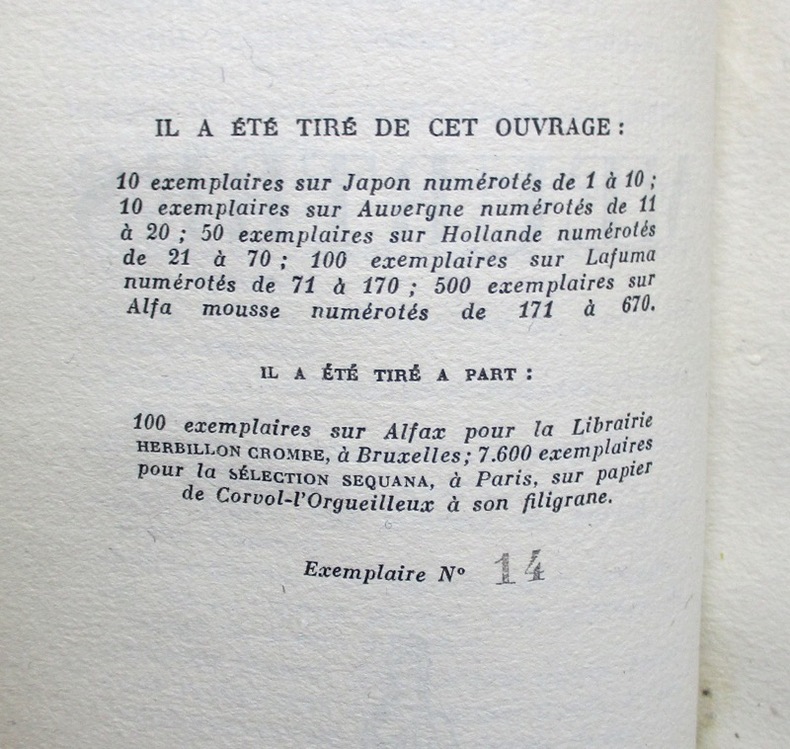 IL A ÉTÉ TIRÉ DE CET OUVRAGE :
10 exemplaires sur Japon numérotés de 1 à 10 ;
10 exemplaires sur Auvergne numérotés de 11
à 20 ; 50 exemplaires sur Hollande numérotés
de 21 à 70 ; 100 exemplaires sur Lafuma
numérotés de 71 à 170 ; 500 exemplaires sur
Alfa mousse numérotés de 171 à 670.
IL A ÉTÉ TIRÉ A PART :
100 exemplaires sur Alfax pour la Librairie
HERBILLON CROMBE, à Bruxelles ; 7.600 exemplaires
pour la SÉLECTION SEQUANA, à Paris, sur papier
de Corvol-l'Orgueilleux à son filigrane.
Exemplaire N° 14